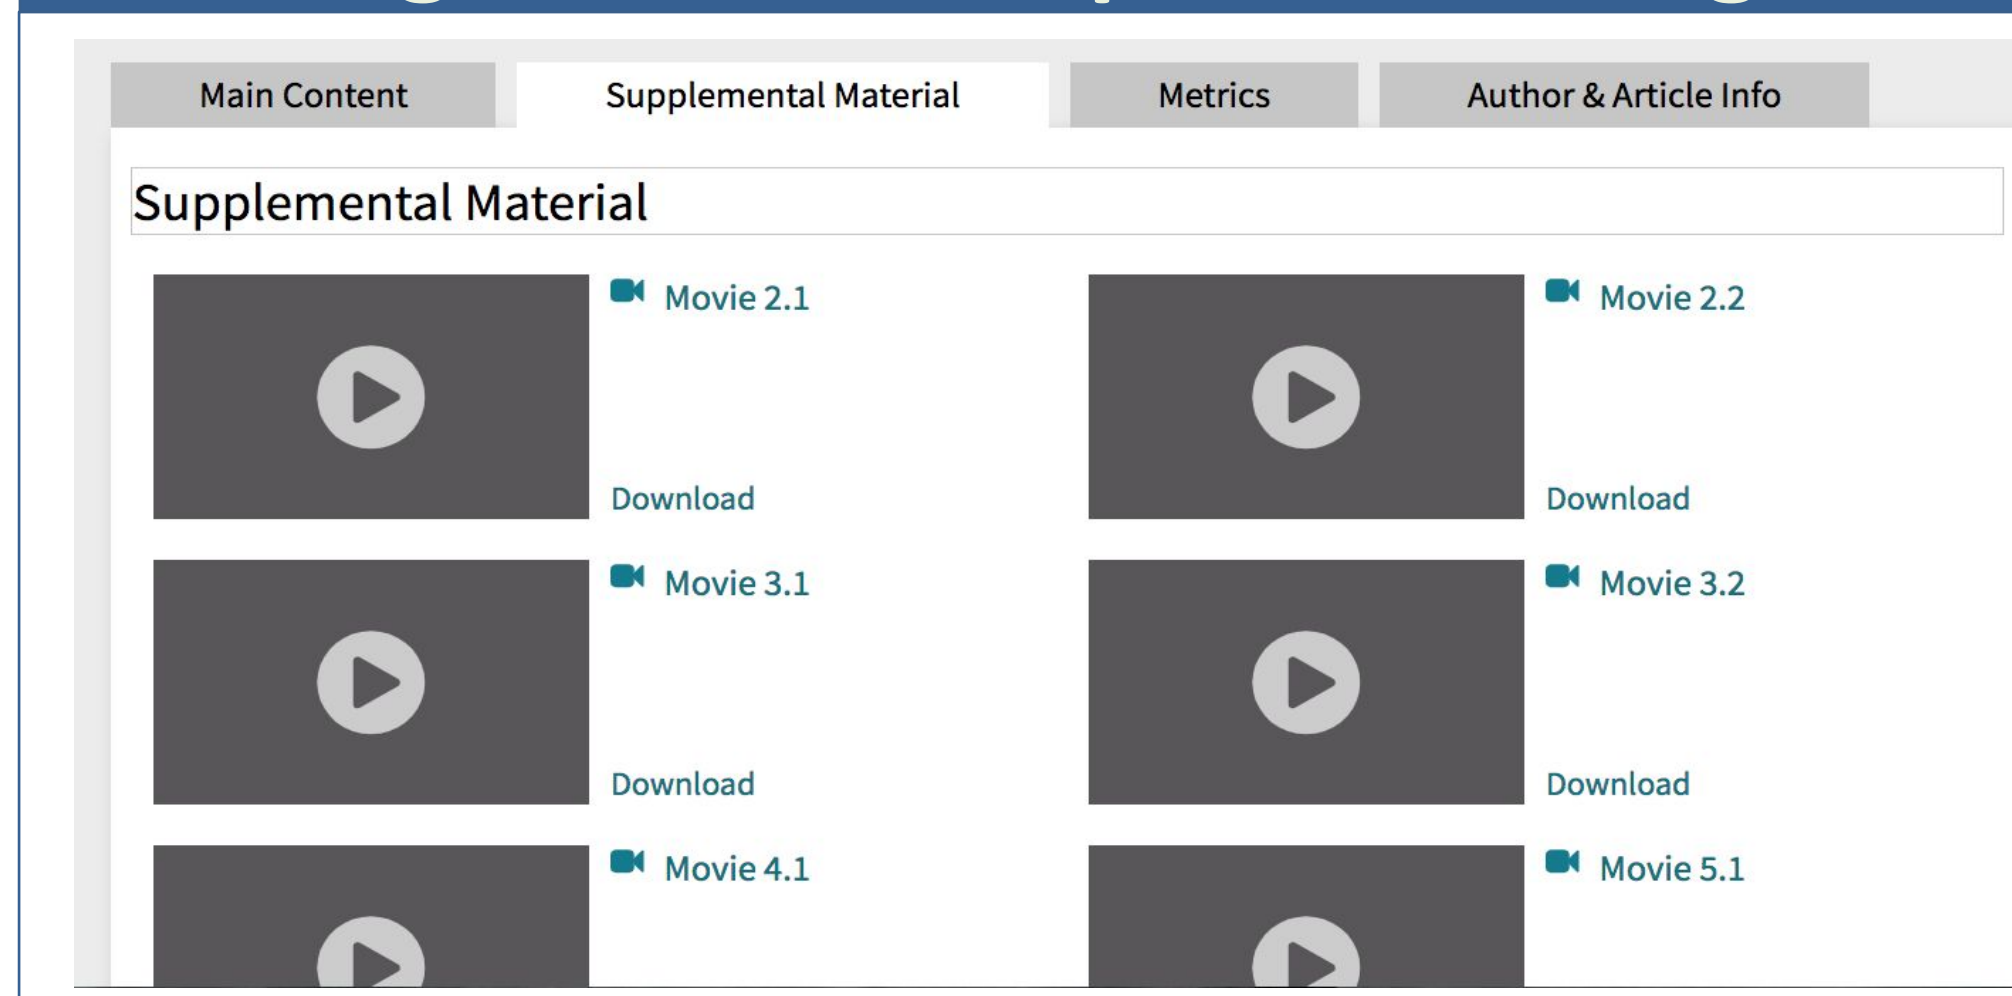 Main Content
Supplemental Material
Metrics
Author & Article Info
Supplemental Material
Movie 2.1
Movie 2.2
Download
Download
Movie 3.1
Movie 3.2
Download
Download
Movie 4.1
Movie 5.1